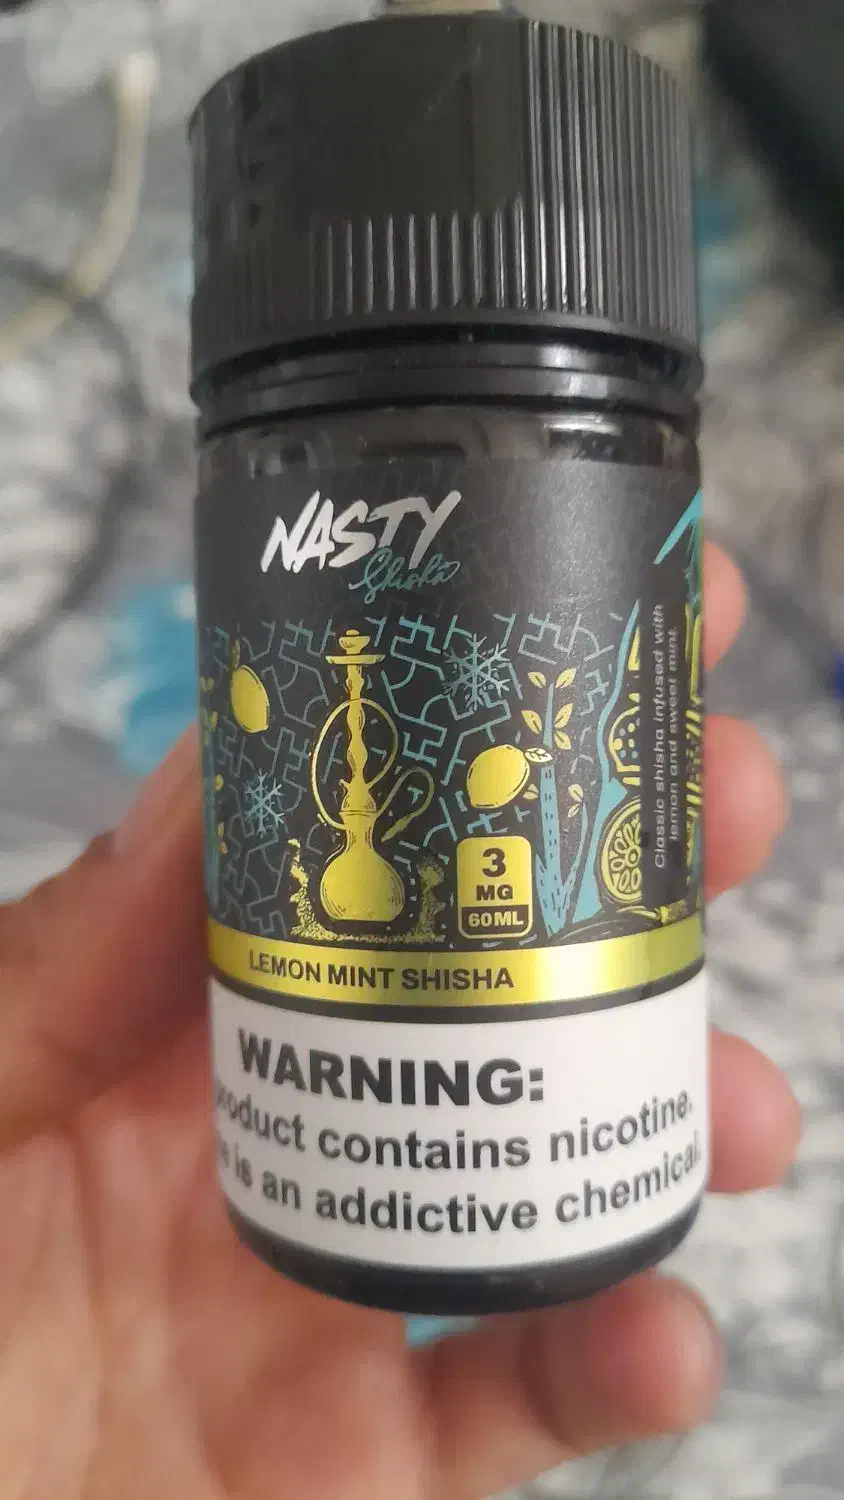 NASTY
Shisha
Classic shisha infused with
lemon and sweet mint.
3
MG
60ML
LEMON MINT SHISHA
WARNING:
product contains nicotine.
is an addictive chemical.